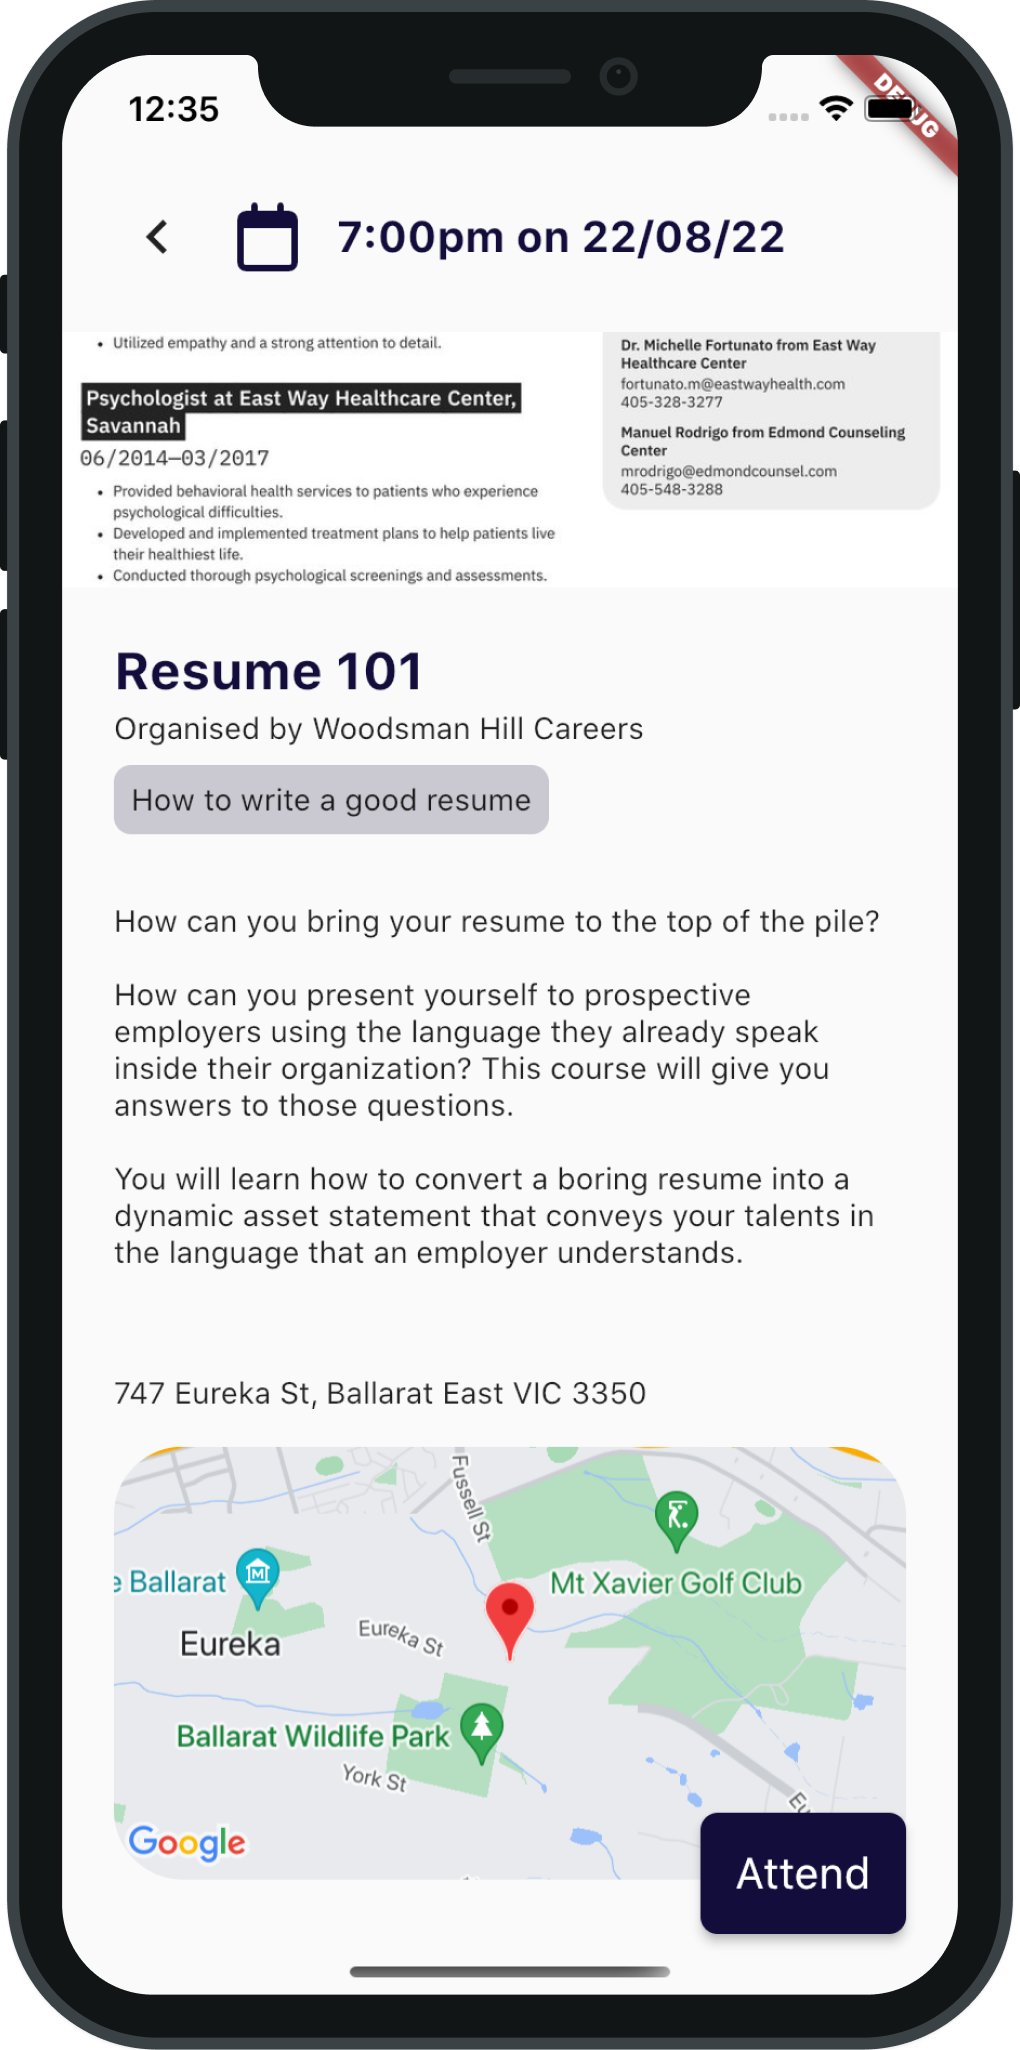 12:35
DEBUG
7:00pm on 22/08/22
• Utilized empathy and a strong attention to detail.
Psychologist at East Way Healthcare Center,
Savannah
06/2014—03/2017
• Provided behavioral health services to patients who experience
psychological difficulties.
• Developed and implemented treatment plans to help patients live
their healthiest life.
• Conducted thorough psychological screenings and assessments.
Dr. Michelle Fortunato from East Way
Healthcare Center
fortunato.m@eastwayhealth.com
405-328-3277
Manuel Rodrigo from Edmond Counseling
Center
mrodrigo@edmondcounsel.com
405-548-3288
Resume 101
Organised by Woodsman Hill Careers
How to write a good resume
How can you bring your resume to the top of the pile?
How can you present yourself to prospective
employers using the language they already speak
inside their organization? This course will give you
answers to those questions.
You will learn how to convert a boring resume into a
dynamic asset statement that conveys your talents in
the language that an employer understands.
747 Eureka St, Ballarat East VIC 3350
Fussell St
Mt Xavier Golf Club
e Ballarat
M
Eureka
Eureka St
Ballarat Wildlife Park
York St
Eu
Google
Attend